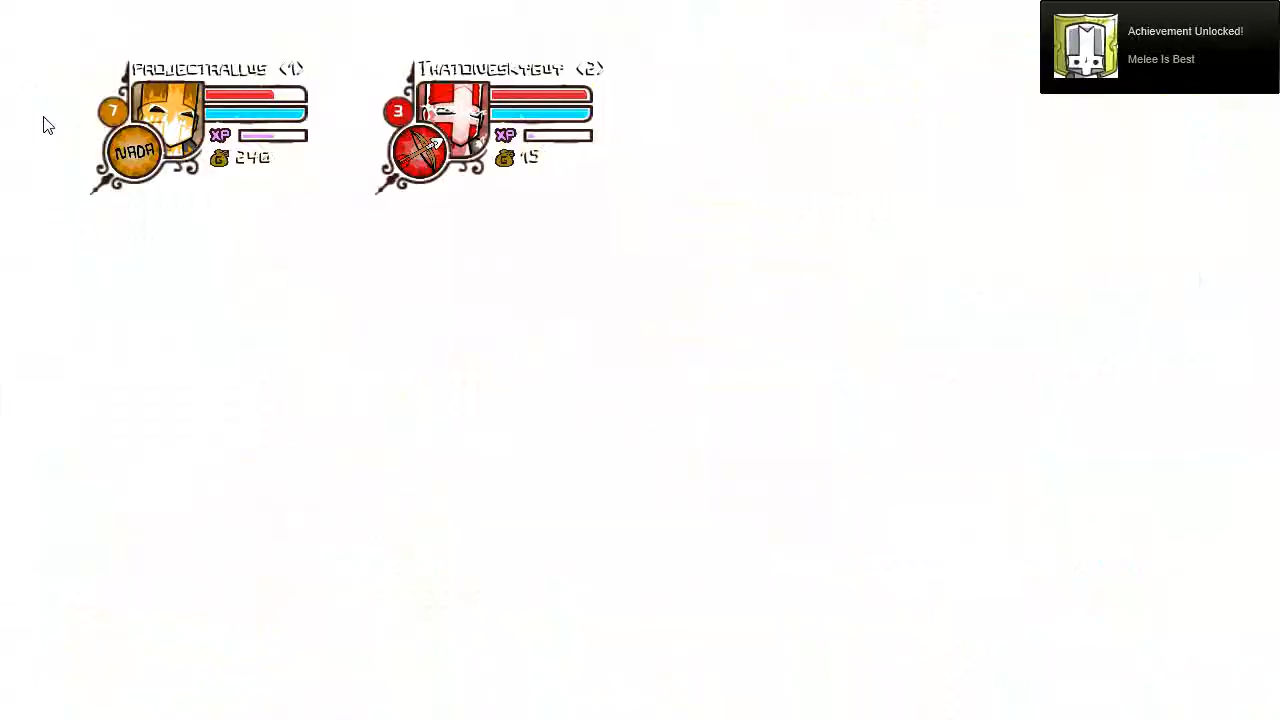 Achievement Unlocked!
Melee Is Best
PROJECTRALLUS (1)
7
NADA
XP
G 240
THATONESKYGUY (2)
3
XP
G 15